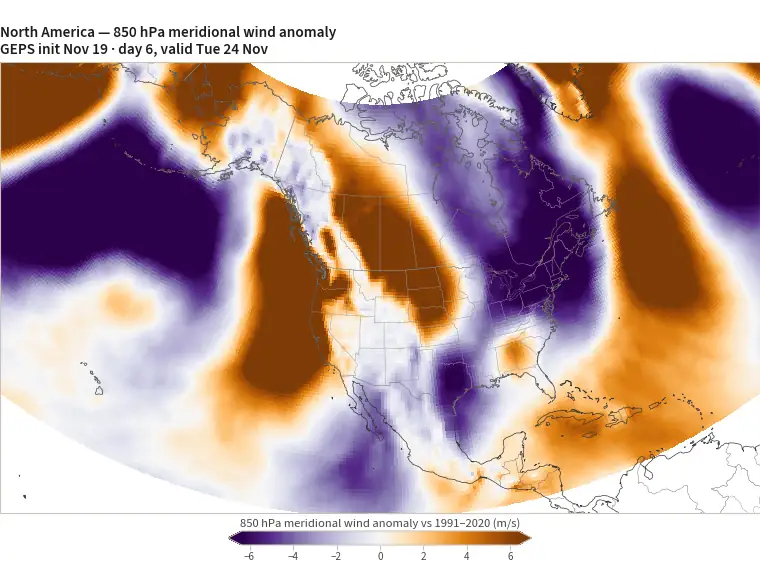 North America — 850 hPa meridional wind anomaly
GEPS init Nov 19 · day 6, valid Tue 24 Nov
850 hPa meridional wind anomaly vs 1991–2020 (m/s)
−6 −4 −2 0 2 4 6